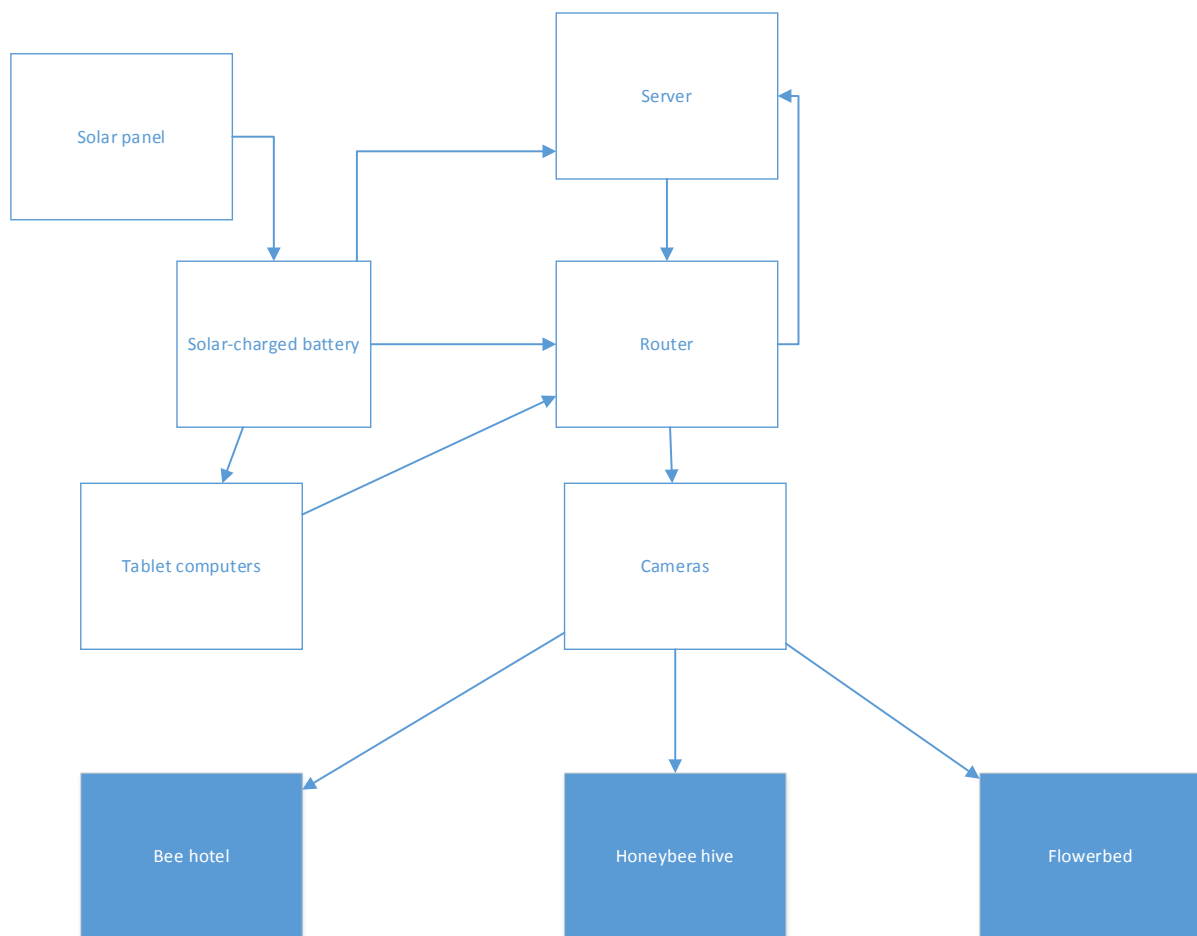 Server
Solar panel
Solar-charged battery
Router
Tablet computers
Cameras
Bee hotel
Honeybee hive
Flowerbed